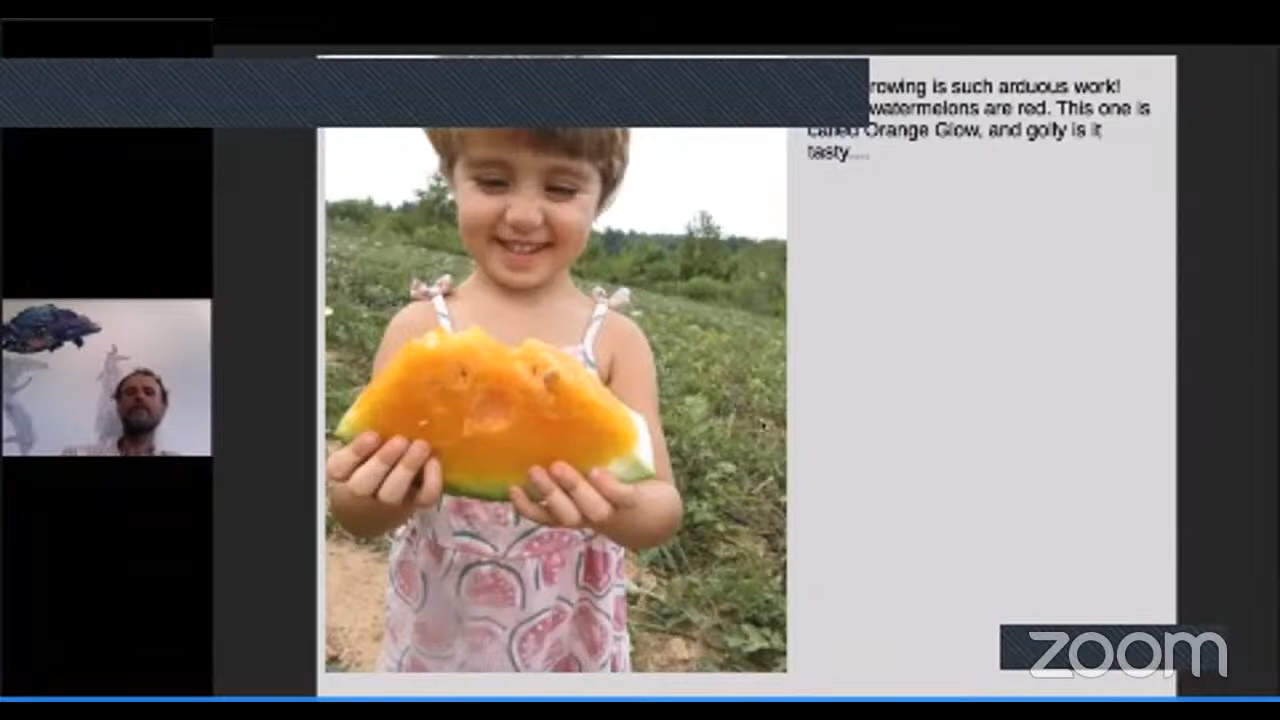 rowing is such arduous work!
watermelons are red. This one is
called Orange Glow, and golly is it
tasty....
zoom